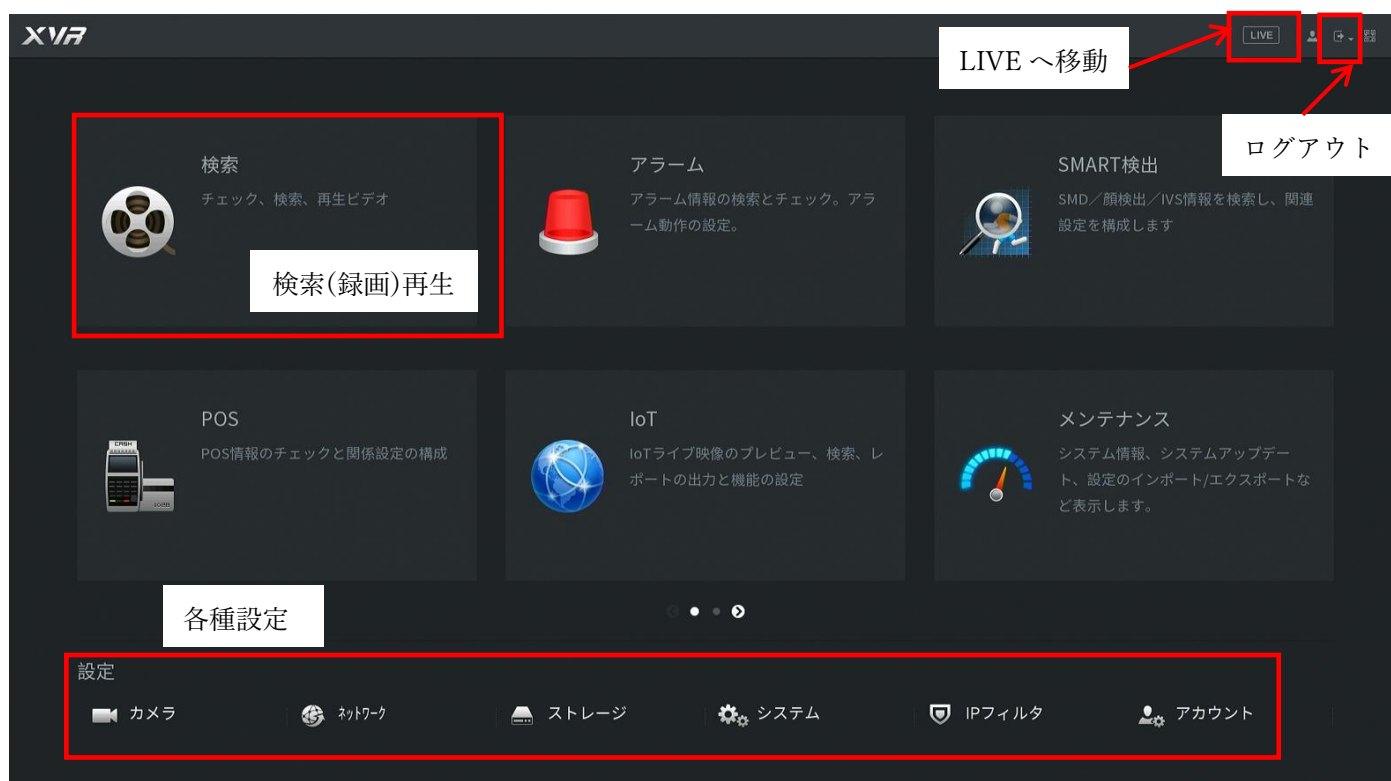 XVR
LIVE
LIVE へ移動
ログアウト
検索
チェック、検索、再生ビデオ
検索(録画)再生
アラーム
アラーム情報の検索とチェック。アラ
ーム動作の設定。
SMART検出
SMD／顔検出／IVS情報を検索し、関連
設定を構成します
POS
POS情報のチェックと関係設定の構成
CASH
IoT
IoTライブ映像のプレビュー、検索、レ
ポートの出力と機能の設定
メンテナンス
システム情報、システムアップデー
ト、設定のインポート/エクスポートな
ど表示します。
各種設定
設定
カメラ
ﾈｯﾄﾜｰｸ
ストレージ
システム
IPフィルタ
アカウント